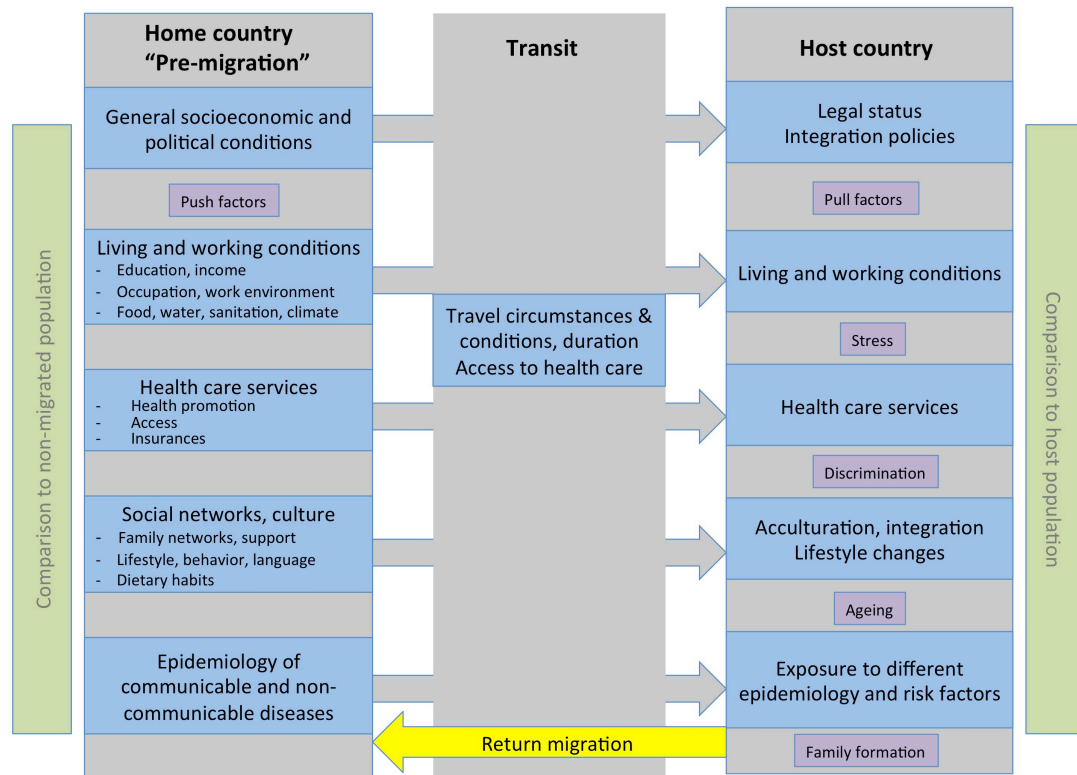 Home country
“Pre-migration”
General socioeconomic and
political conditions
Push factors
Living and working conditions
- Education, income
- Occupation, work environment
- Food, water, sanitation, climate
Health care services
- Health promotion
- Access
- Insurances
Social networks, culture
- Family networks, support
- Lifestyle, behavior, language
- Dietary habits
Epidemiology of
communicable and non-
communicable diseases
Comparison to non-migrated population
Transit
Travel circumstances &
conditions, duration
Access to health care
Return migration
Host country
Legal status
Integration policies
Pull factors
Living and working conditions
Stress
Health care services
Discrimination
Acculturation, integration
Lifestyle changes
Ageing
Exposure to different
epidemiology and risk factors
Family formation
Comparison to host population